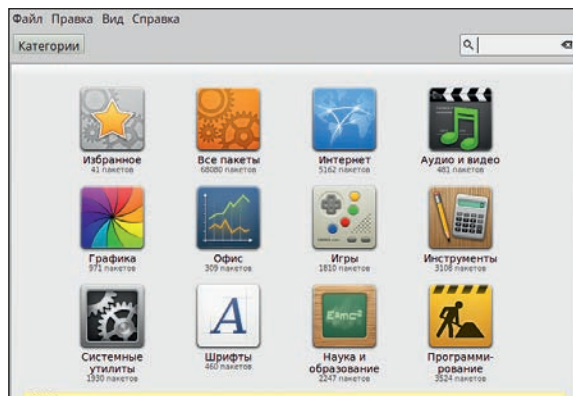 Файл Правка Вид Справка
Категории
Избранное
41 пакетов
Все пакеты
68080 пакетов
Интернет
5162 пакетов
Аудио и видео
481 пакетов
Графика
971 пакетов
Офис
309 пакетов
Игры
1810 пакетов
Инструменты
3108 пакетов
E=mc²
Системные
утилиты
1930 пакетов
A
Шрифты
460 пакетов
Наука и
образование
2247 пакетов
Программи-
рование
3524 пакетов